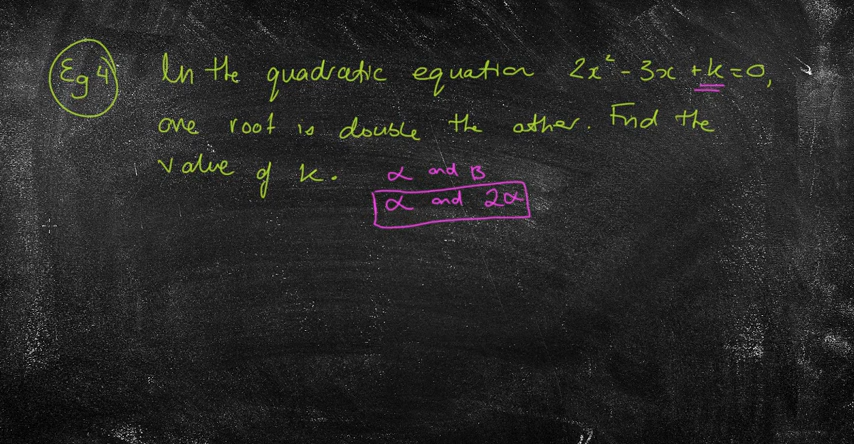 Eg 4 In the quadratic equation 2x² - 3x + k = 0,
one root is double the other. Find the
value of k.
α and β
α and 2α